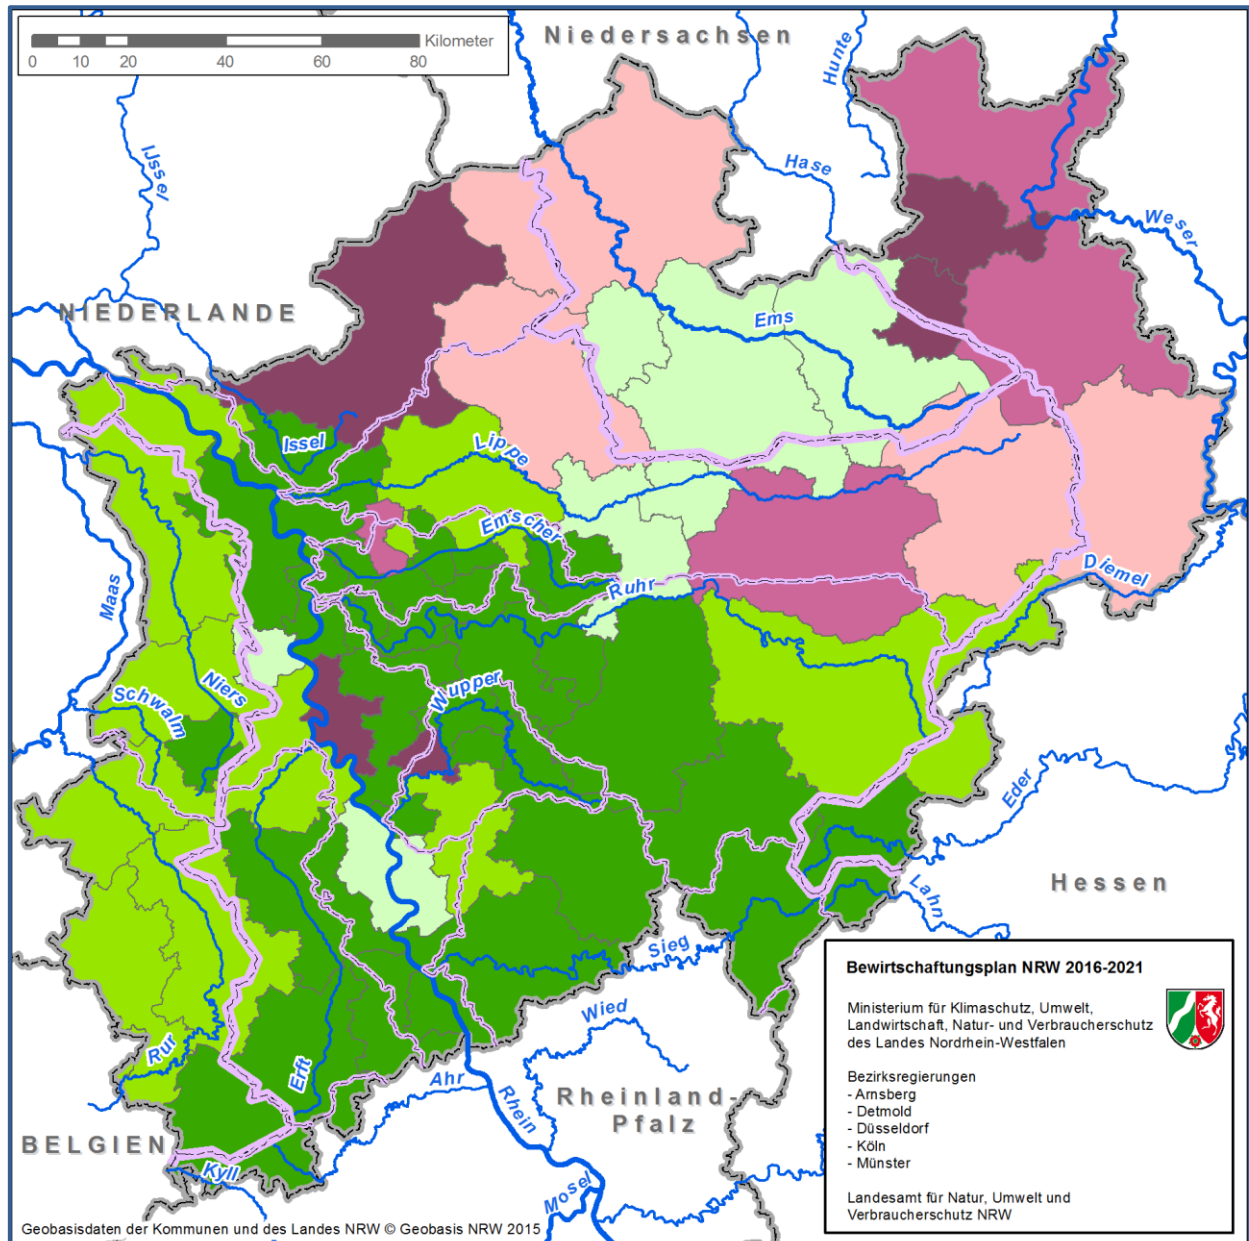 Kilometer
0 10 20 40 60 80
Niedersachsen
Hunte
IJssel
Hase
Weser
NIEDERLANDE
Ems
Issel
Lippe
Emscher
Maas
Ruhr
Diemel
Niers
Schwalm
Wupper
Eder
Hessen
Lahn
Sieg
Wied
Rur
Erft
Ahr
Rhein
Rheinland-
Pfalz
BELGIEN
Kyll
Mosel
Bewirtschaftungsplan NRW 2016-2021
Ministerium für Klimaschutz, Umwelt,
Landwirtschaft, Natur- und Verbraucherschutz
des Landes Nordrhein-Westfalen
Bezirksregierungen
- Arnsberg
- Detmold
- Düsseldorf
- Köln
- Münster
Landesamt für Natur, Umwelt und
Verbraucherschutz NRW
Geobasisdaten der Kommunen und des Landes NRW © Geobasis NRW 2015